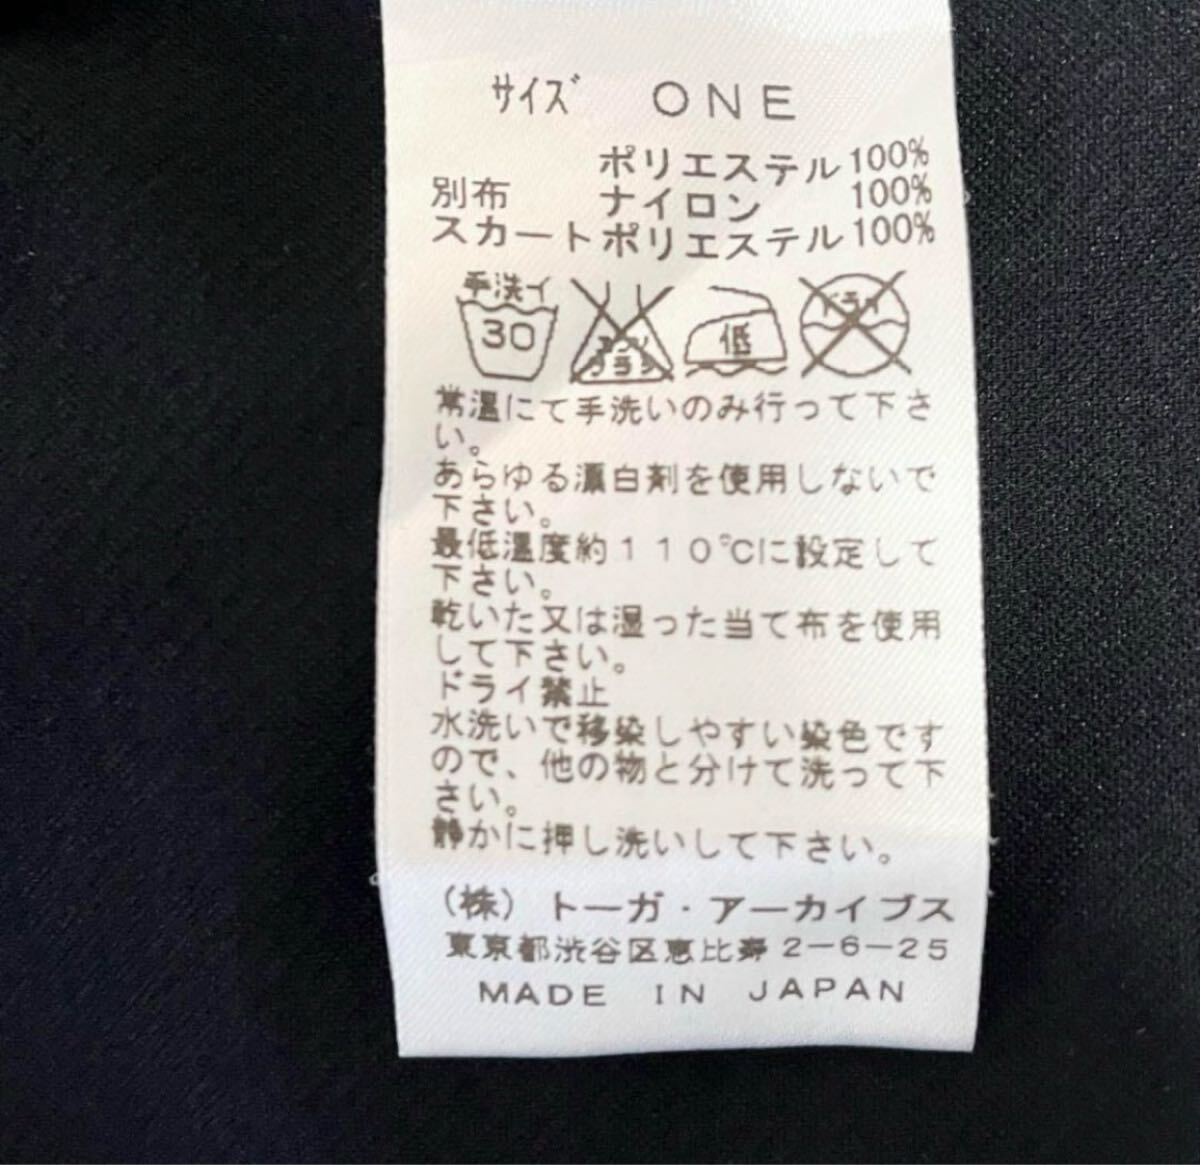 サイズ ONE
ポリエステル100%
別布 ナイロン 100%
スカートポリエステル100%
手洗イ
30
エンソ
サラシ
低
ドライ
常温にて手洗いのみ行って下さ
い。
あらゆる漂白剤を使用しないで
下さい。
最低温度約110℃に設定して
下さい。
乾いた又は湿った当て布を使用
して下さい。
ドライ禁止
水洗いで移染しやすい染色です
ので、他の物と分けて洗って下
さい。
静かに押し洗いして下さい。
(株)トーガ・アーカイブス
東京都渋谷区恵比寿2-6-25
MADE IN JAPAN